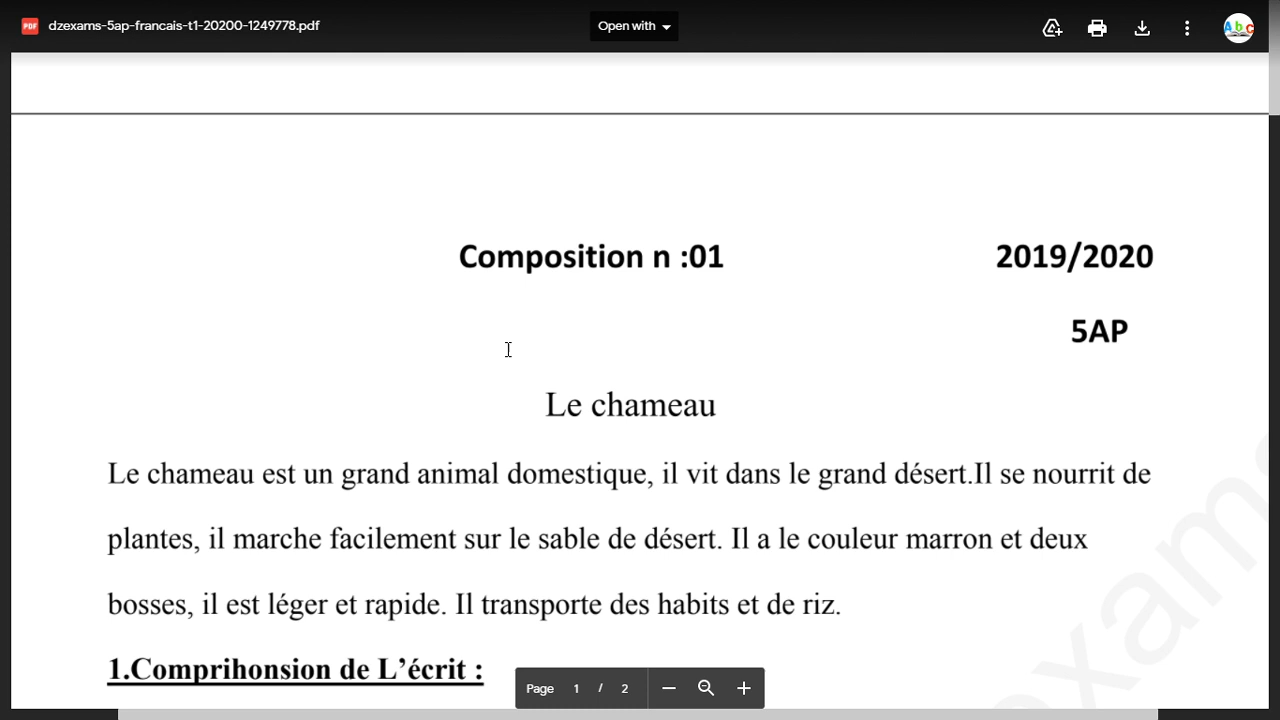 PDF dzexams-5ap-francais-t1-20200-1249778.pdf Open with Abc
Composition n :01 2019/2020
5AP
Le chameau
Le chameau est un grand animal domestique, il vit dans le grand désert.Il se nourrit de
plantes, il marche facilement sur le sable de désert. Il a le couleur marron et deux
bosses, il est léger et rapide. Il transporte des habits et de riz.
1.Comprihonsion de L’écrit :
Page 1 / 2